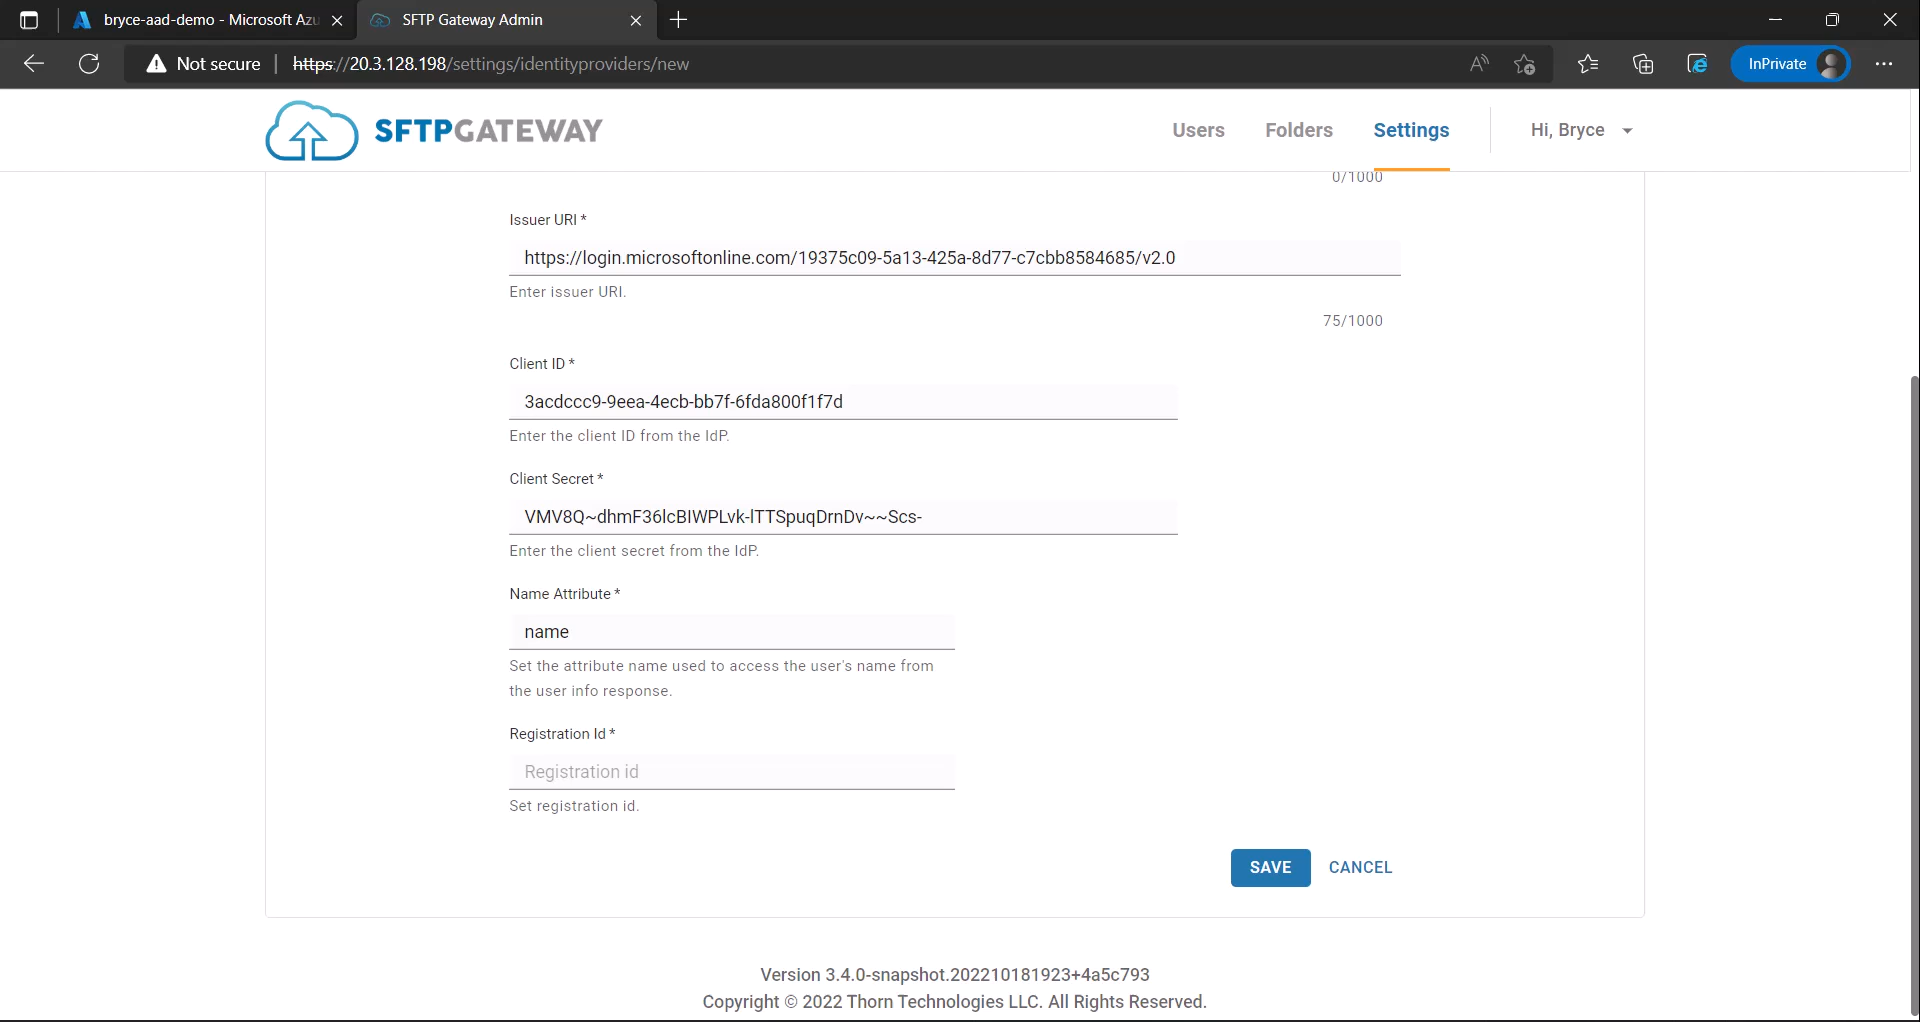 bryce-aad-demo - Microsoft Azu
SFTP Gateway Admin
Not secure
https://20.3.128.198/settings/identityproviders/new
InPrivate
SFTPGATEWAY
Users
Folders
Settings
Hi, Bryce
0/1000
Issuer URI *
https://login.microsoftonline.com/19375c09-5a13-425a-8d77-c7cbb8584685/v2.0
Enter issuer URI.
75/1000
Client ID *
3acdccc9-9eea-4ecb-bb7f-6fda800f1f7d
Enter the client ID from the IdP.
Client Secret *
VMV8Q~dhmF36lcBIWPLvk-lTTSpuqDrnDv~~Scs-
Enter the client secret from the IdP.
Name Attribute *
name
Set the attribute name used to access the user's name from
the user info response.
Registration Id *
Registration id
Set registration id.
SAVE
CANCEL
Version 3.4.0-snapshot.202210181923+4a5c793
Copyright © 2022 Thorn Technologies LLC. All Rights Reserved.